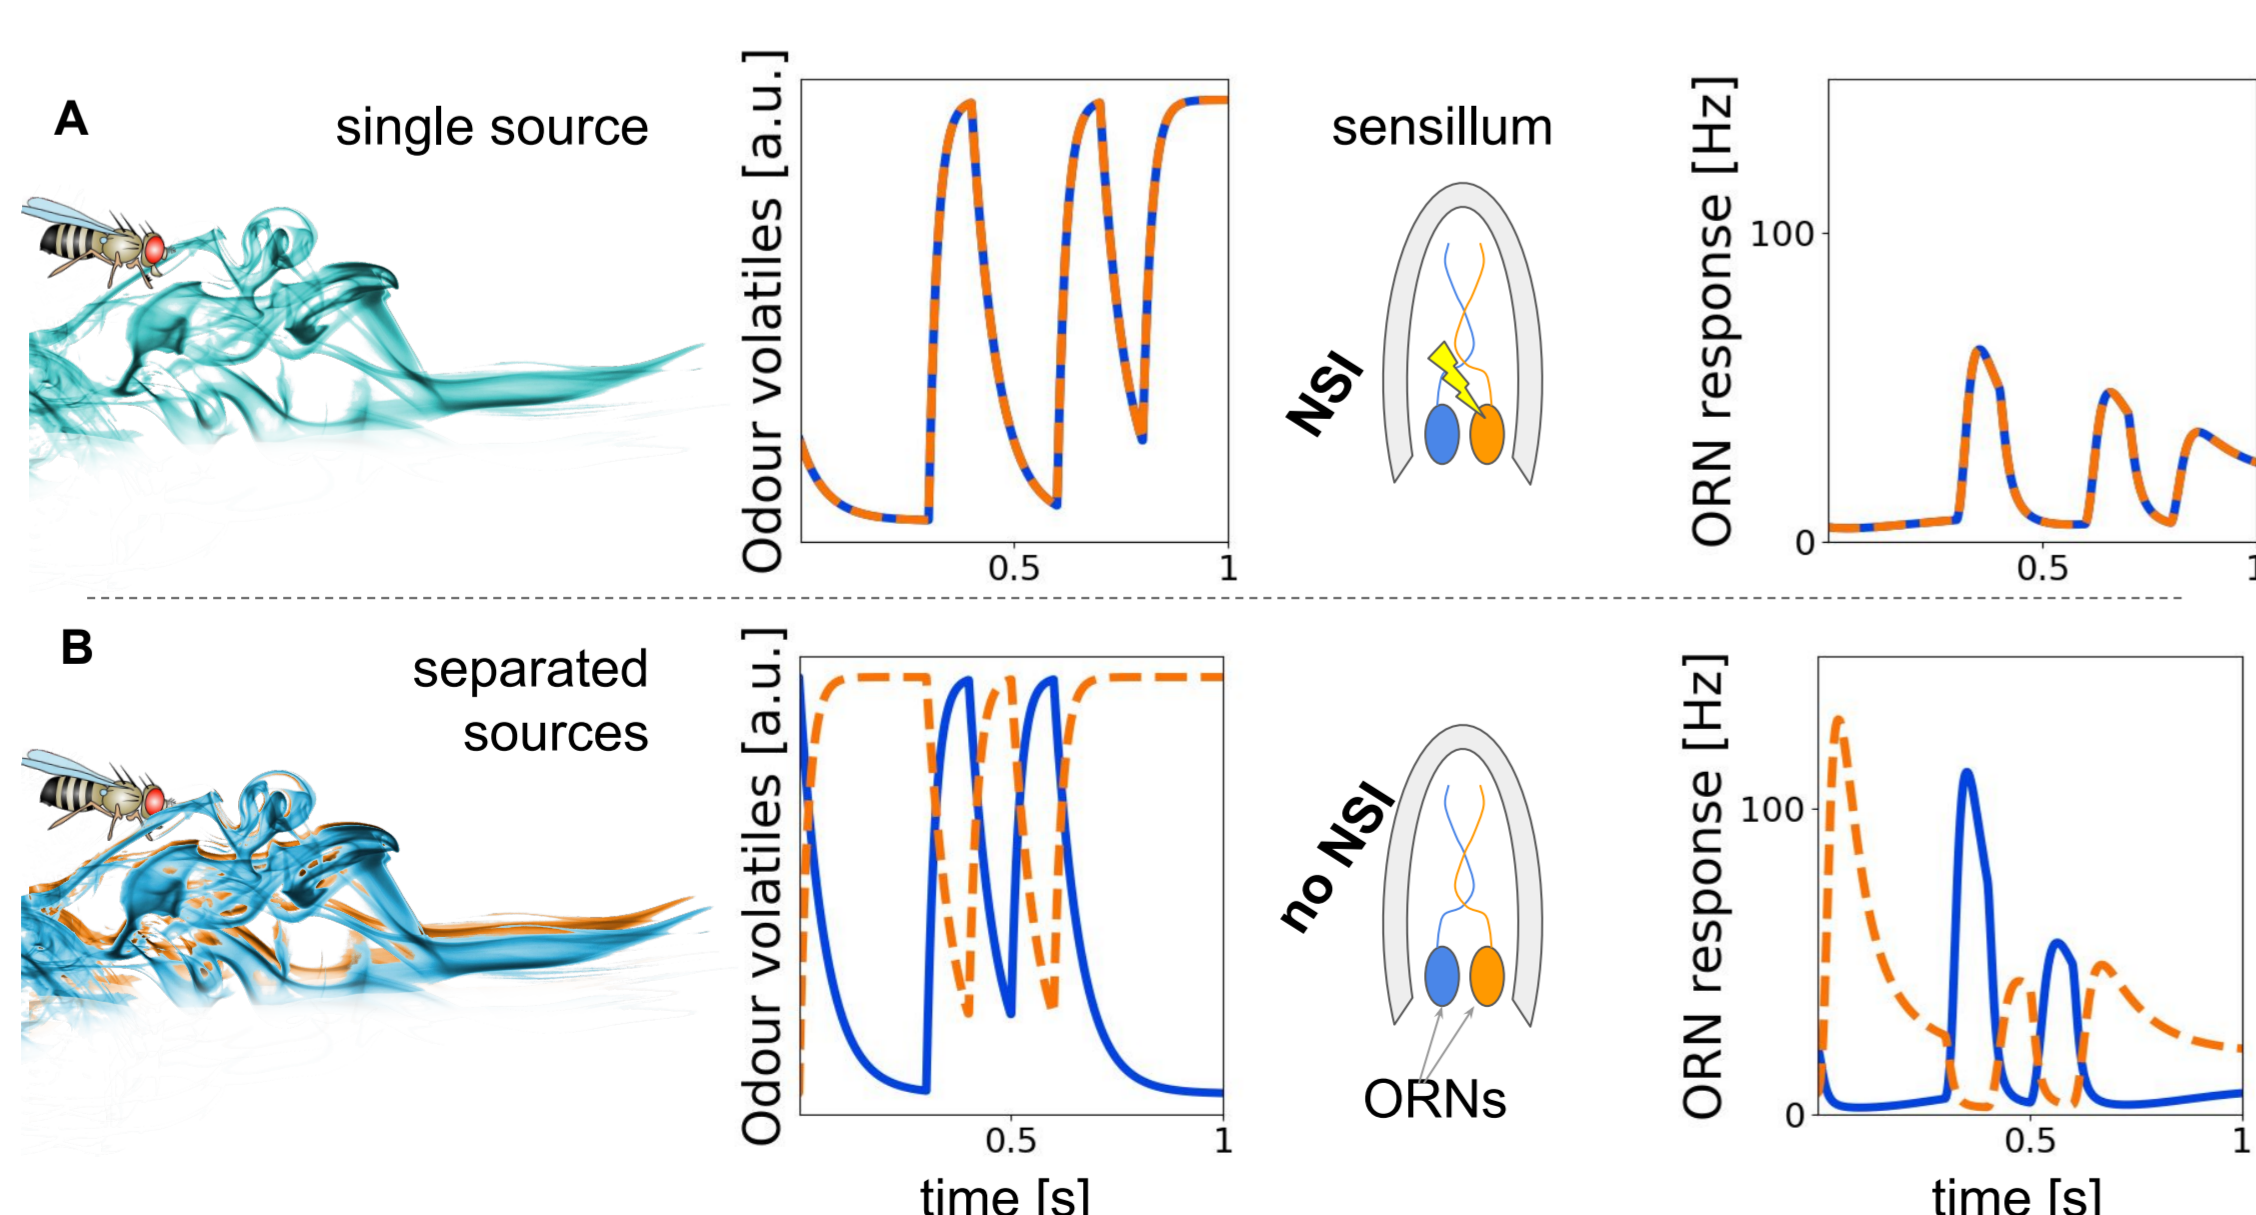 A
single source
Odour volatiles [a.u.]
0.5
1
sensillum
NSI
ORN response [Hz]
100
0
0.5
1
B
separated
sources
Odour volatiles [a.u.]
0.5
1
time [s]
no NSI
ORNs
ORN response [Hz]
100
0
0.5
1
time [s]